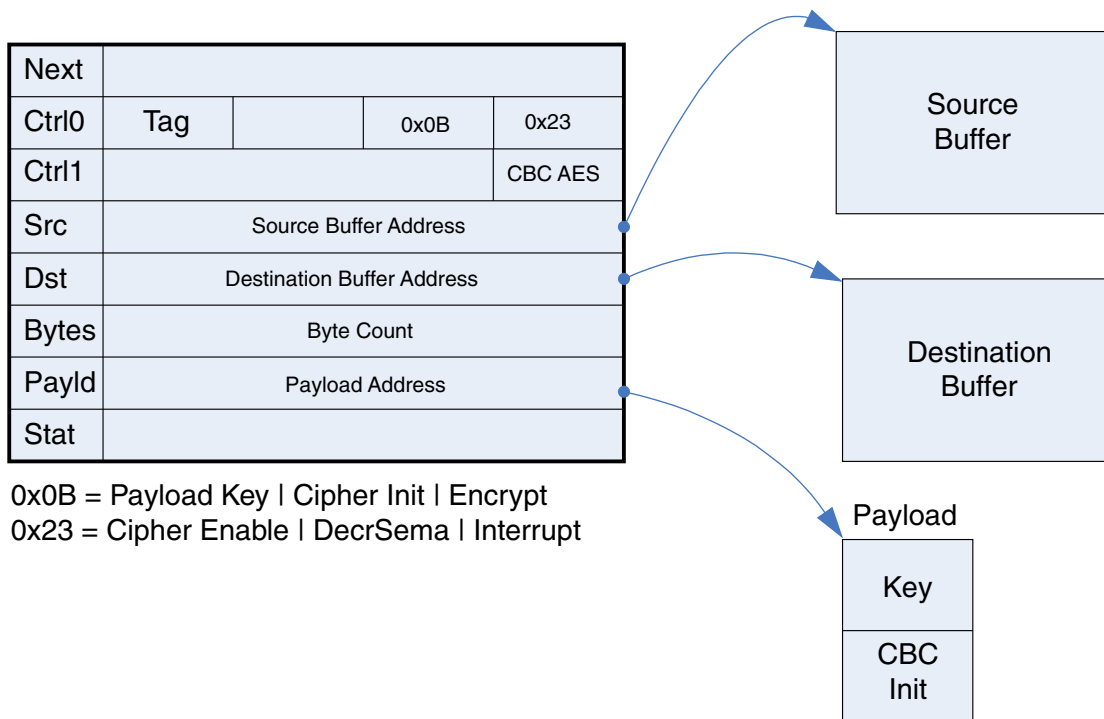 Next
Ctrl0 Tag 0x0B 0x23
Ctrl1 CBC AES
Src Source Buffer Address
Dst Destination Buffer Address
Bytes Byte Count
Payld Payload Address
Stat
0x0B = Payload Key | Cipher Init | Encrypt
0x23 = Cipher Enable | DecrSema | Interrupt
Source
Buffer
Destination
Buffer
Payload
Key
CBC
Init